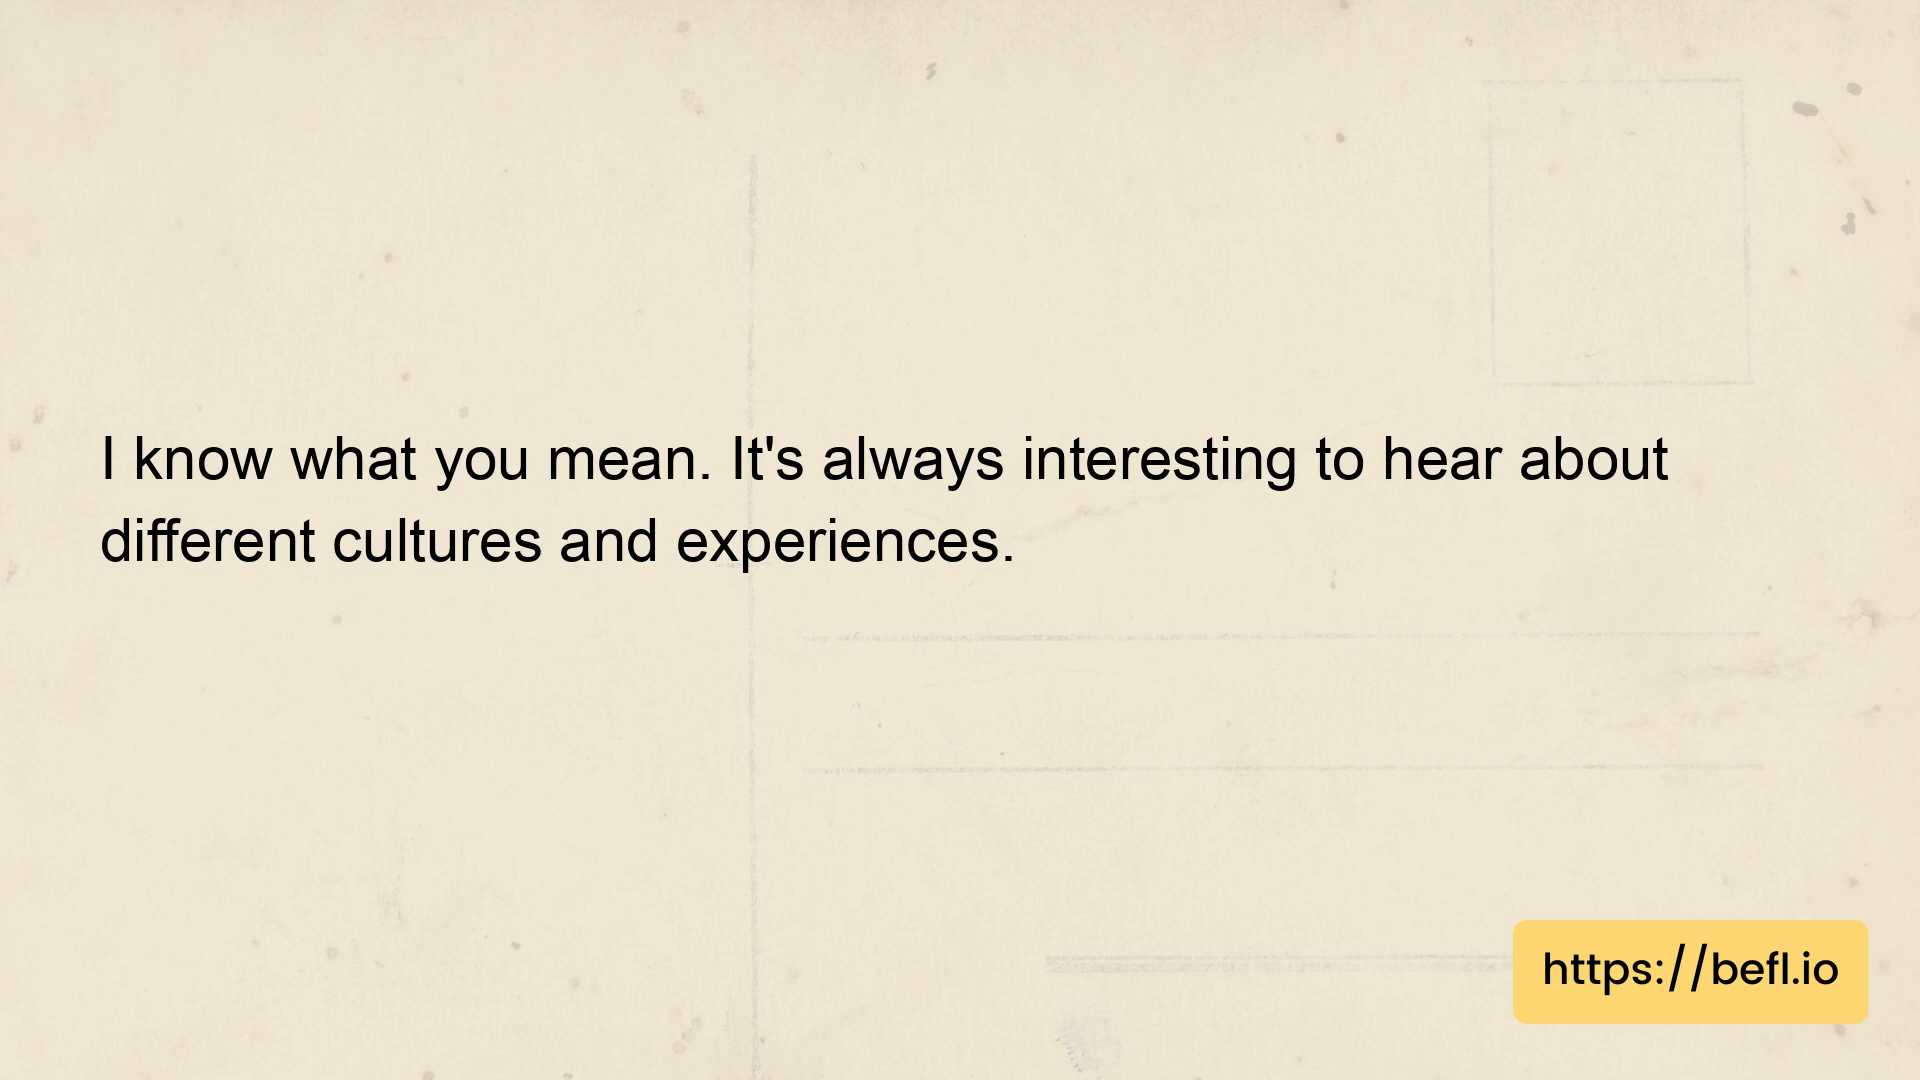 I know what you mean. It's always interesting to hear about
different cultures and experiences.
https://befl.io